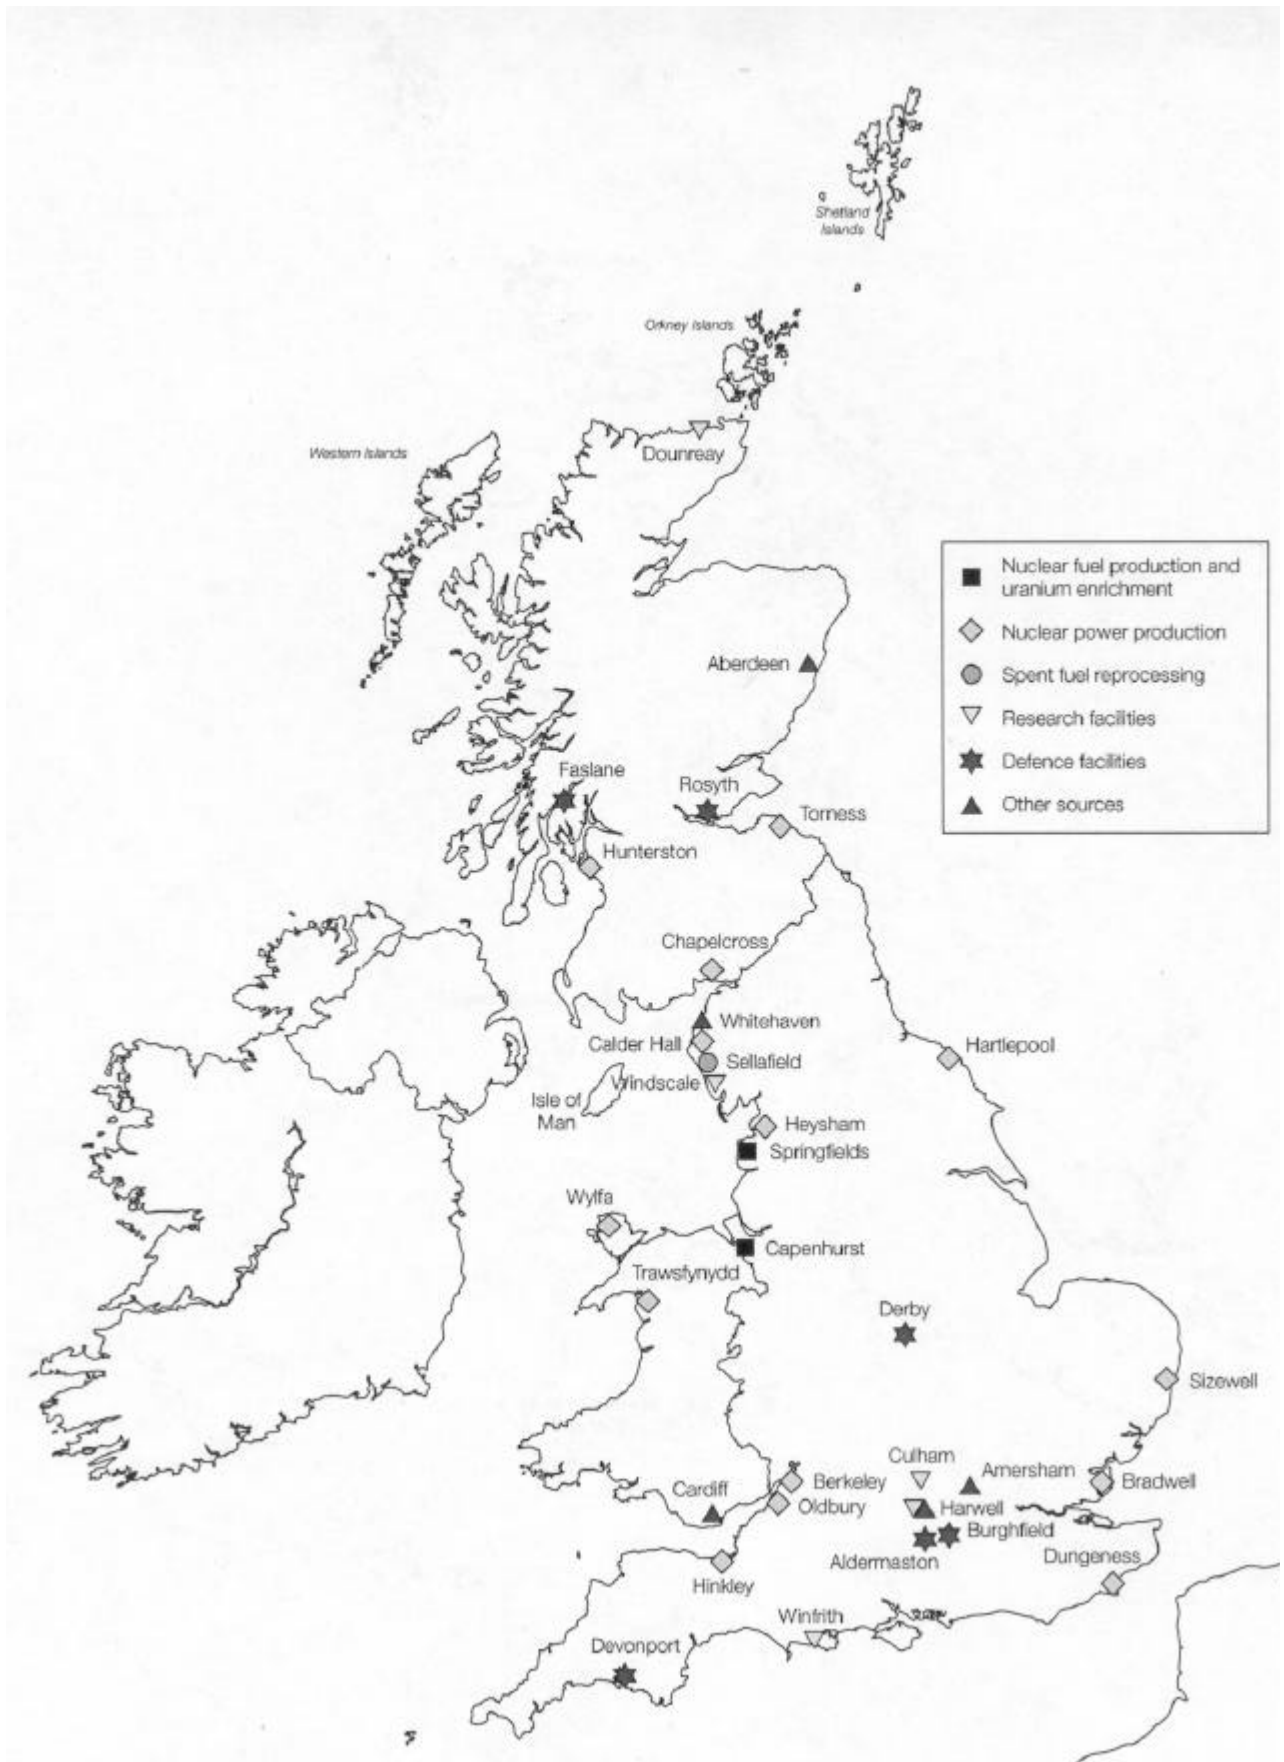 Shetland
Islands
Orkney Islands
Western Islands
Dounreay
Nuclear fuel production and
uranium enrichment
Nuclear power production
Spent fuel reprocessing
Research facilities
Defence facilities
Other sources
Aberdeen
Faslane
Rosyth
Torness
Hunterston
Chapelcross
Whitehaven
Calder Hall
Hartlepool
Sellafield
Windscale
Isle of
Man
Heysham
Springfields
Wylfa
Capenhurst
Trawsfynydd
Derby
Sizewell
Culham
Amersham
Berkeley
Bradwell
Cardiff
Oldbury
Harwell
Burghfield
Aldermaston
Dungeness
Hinkley
Winfrith
Devonport